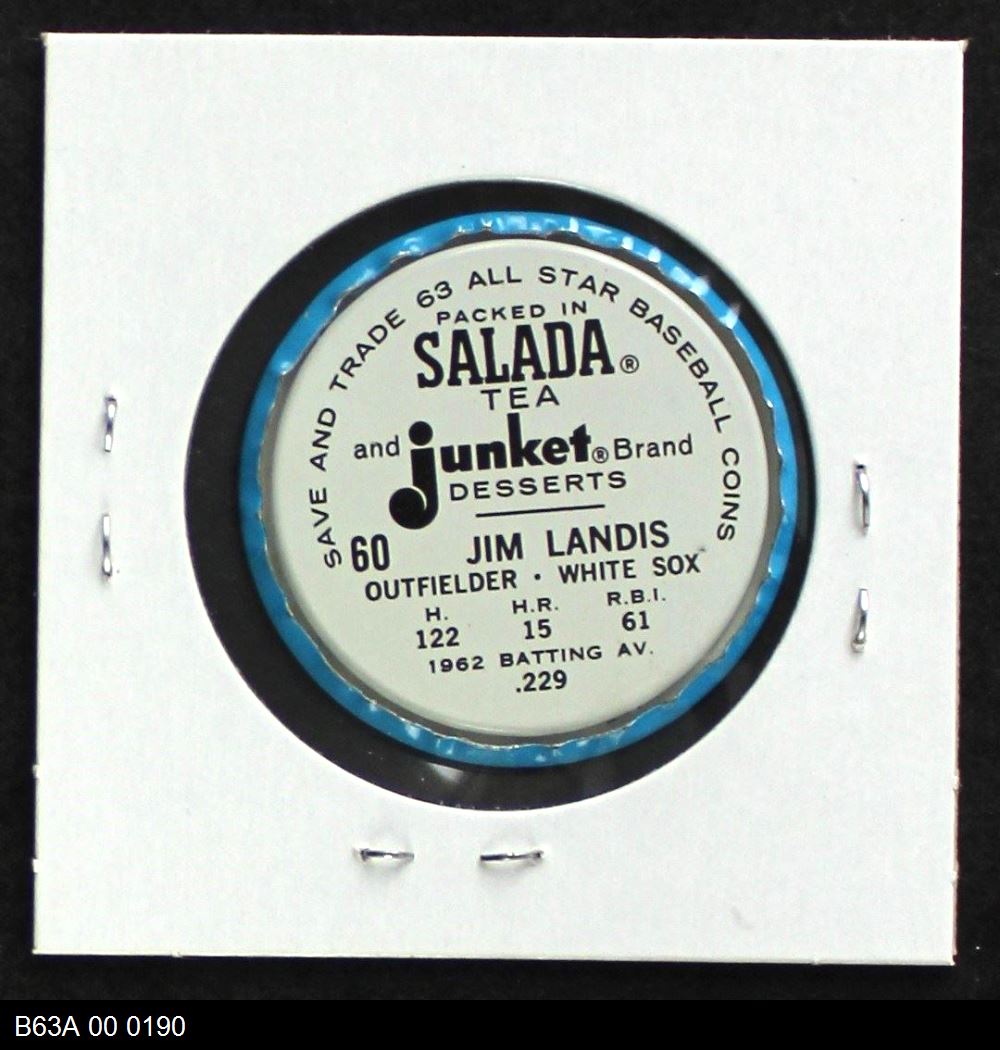 SAVE AND TRADE 63 ALL STAR BASEBALL COINS
PACKED IN
SALADA®
TEA
and junket® Brand
DESSERTS
60 JIM LANDIS
OUTFIELDER · WHITE SOX
H. H.R. R.B.I.
122 15 61
1962 BATTING AV.
.229
B63A 00 0190